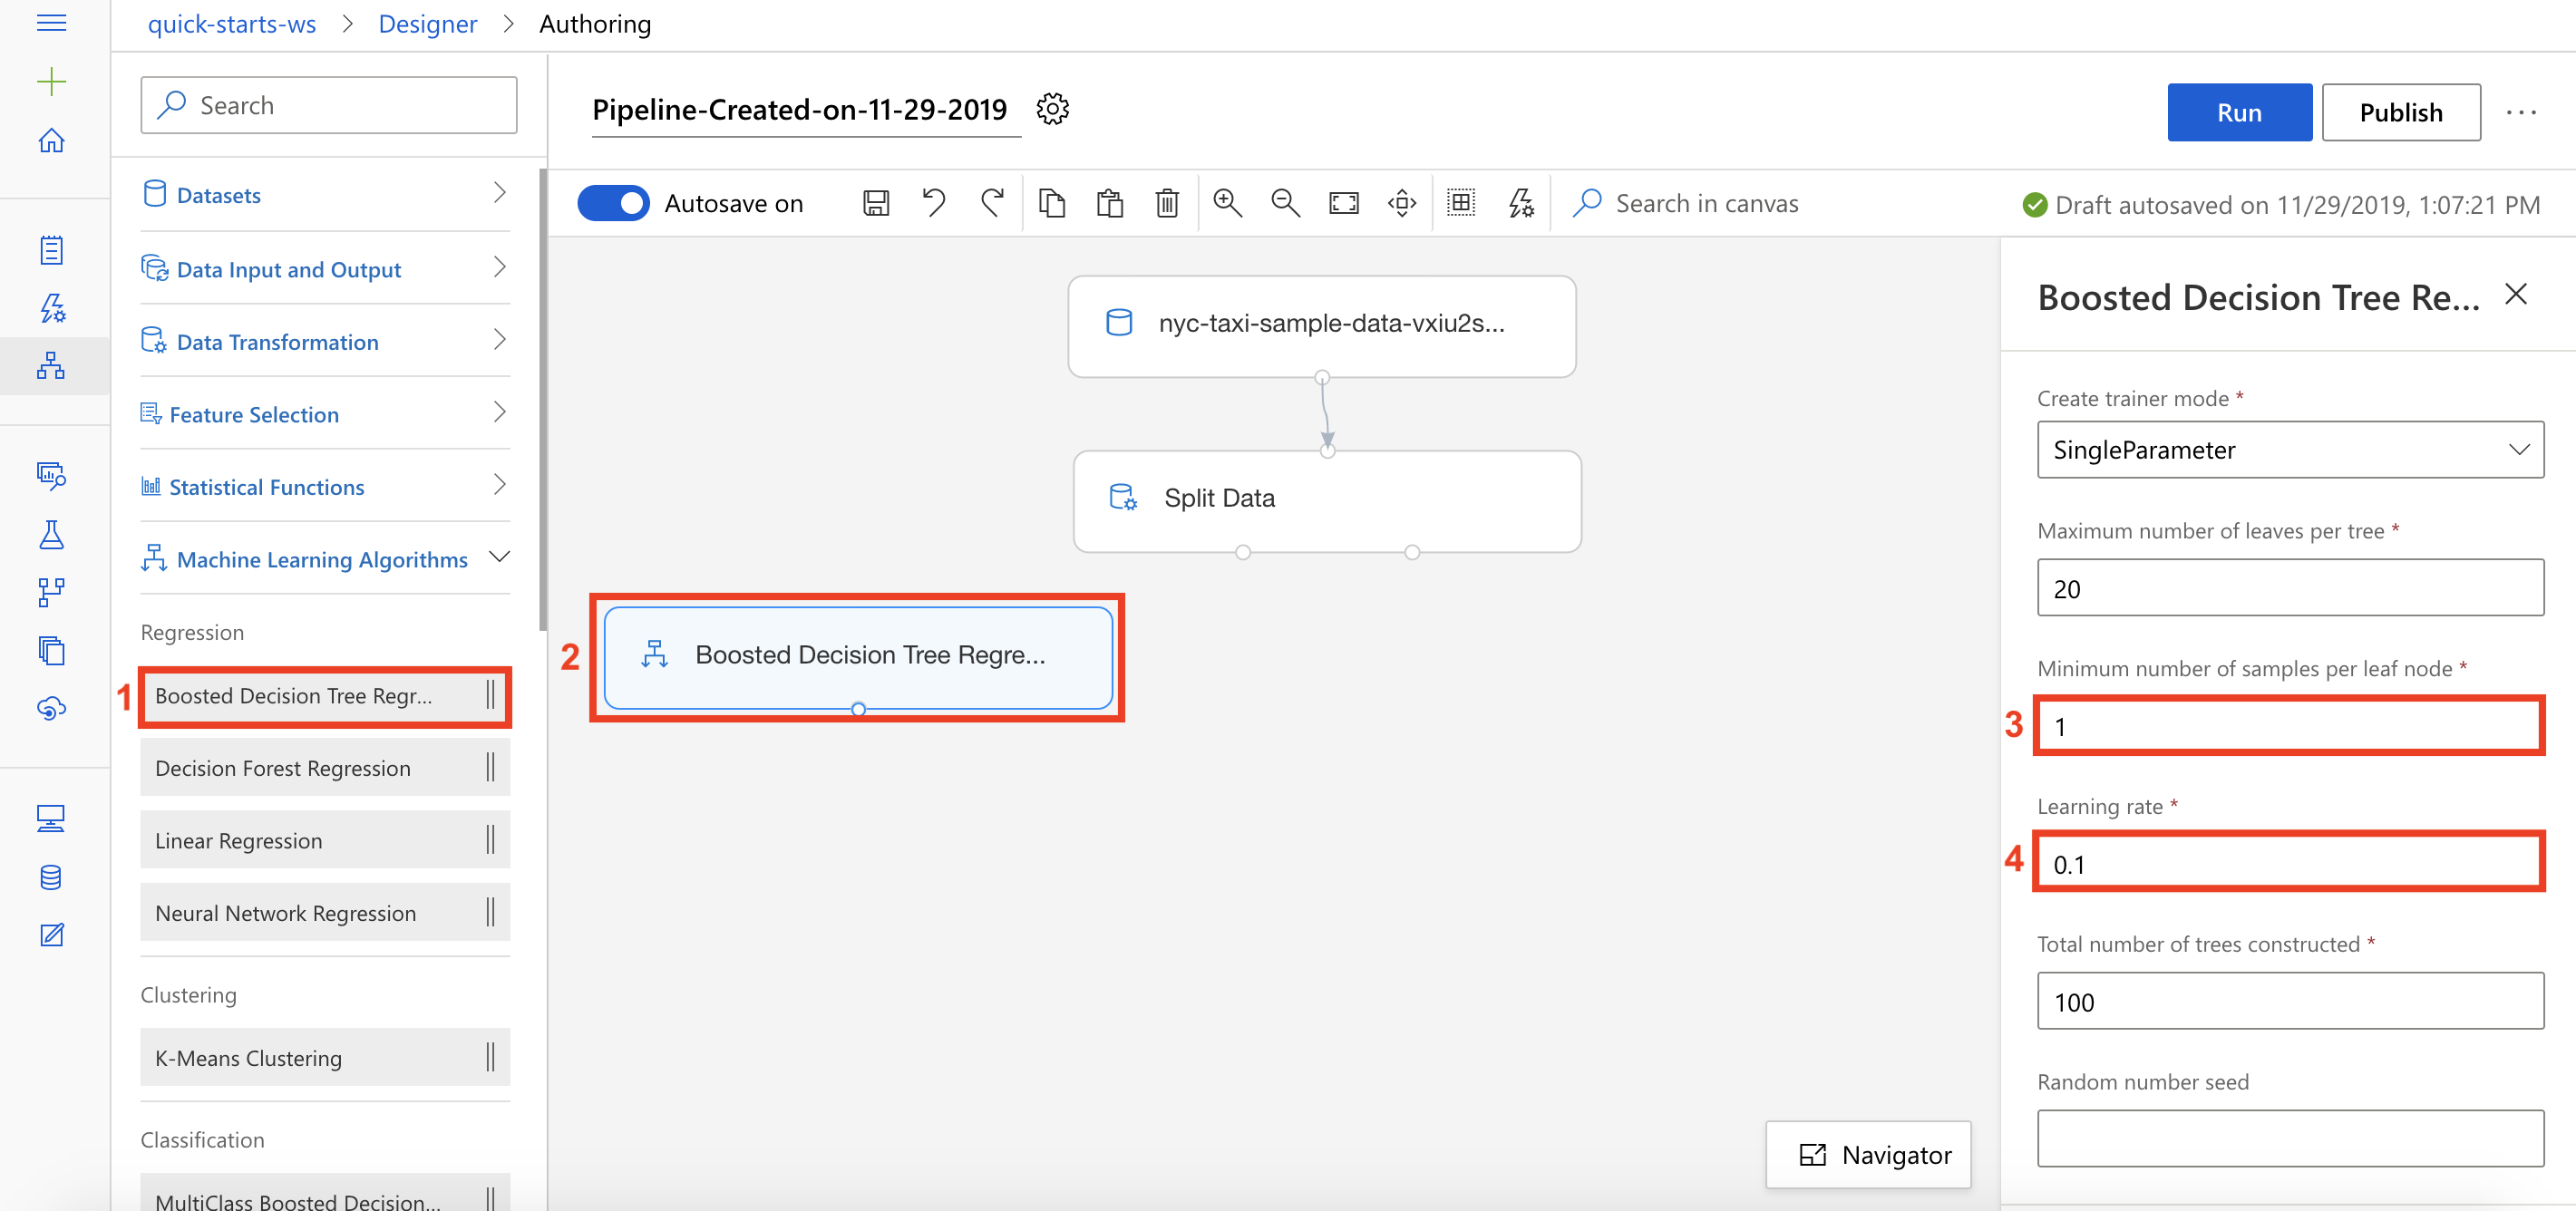 quick-starts-ws > Designer > Authoring
Search
Datasets
Data Input and Output
Data Transformation
Feature Selection
Statistical Functions
Machine Learning Algorithms
Regression
1
Boosted Decision Tree Regr...
Decision Forest Regression
Linear Regression
Neural Network Regression
Clustering
K-Means Clustering
Classification
MultiClass Boosted Decision...
Pipeline-Created-on-11-29-2019
Run
Publish
...
Autosave on
Search in canvas
Draft autosaved on 11/29/2019, 1:07:21 PM
nyc-taxi-sample-data-vxiu2s...
Split Data
2
Boosted Decision Tree Regre...
Navigator
Boosted Decision Tree Re...
Create trainer mode *
SingleParameter
Maximum number of leaves per tree *
20
Minimum number of samples per leaf node *
3
1
Learning rate *
4
0.1
Total number of trees constructed *
100
Random number seed